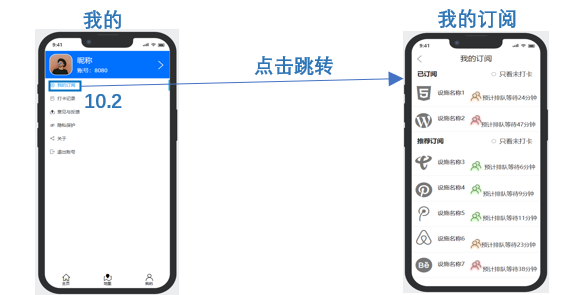 我的
我的订阅
点击跳转
10.2
9:41
昵称
账号: 8080
我的订阅
打卡记录
意见与反馈
隐私维护
关于
退出账号
主页
地图
我的
9:41
我的订阅
已订阅
只看未打卡
设施名称1
预计排队等待24分钟
设施名称2
预计排队等待47分钟
推荐订阅
只看未打卡
设施名称3
预计排队等待6分钟
设施名称4
预计排队等待9分钟
设施名称5
预计排队等待11分钟
设施名称6
预计排队等待23分钟
设施名称7
预计排队等待38分钟